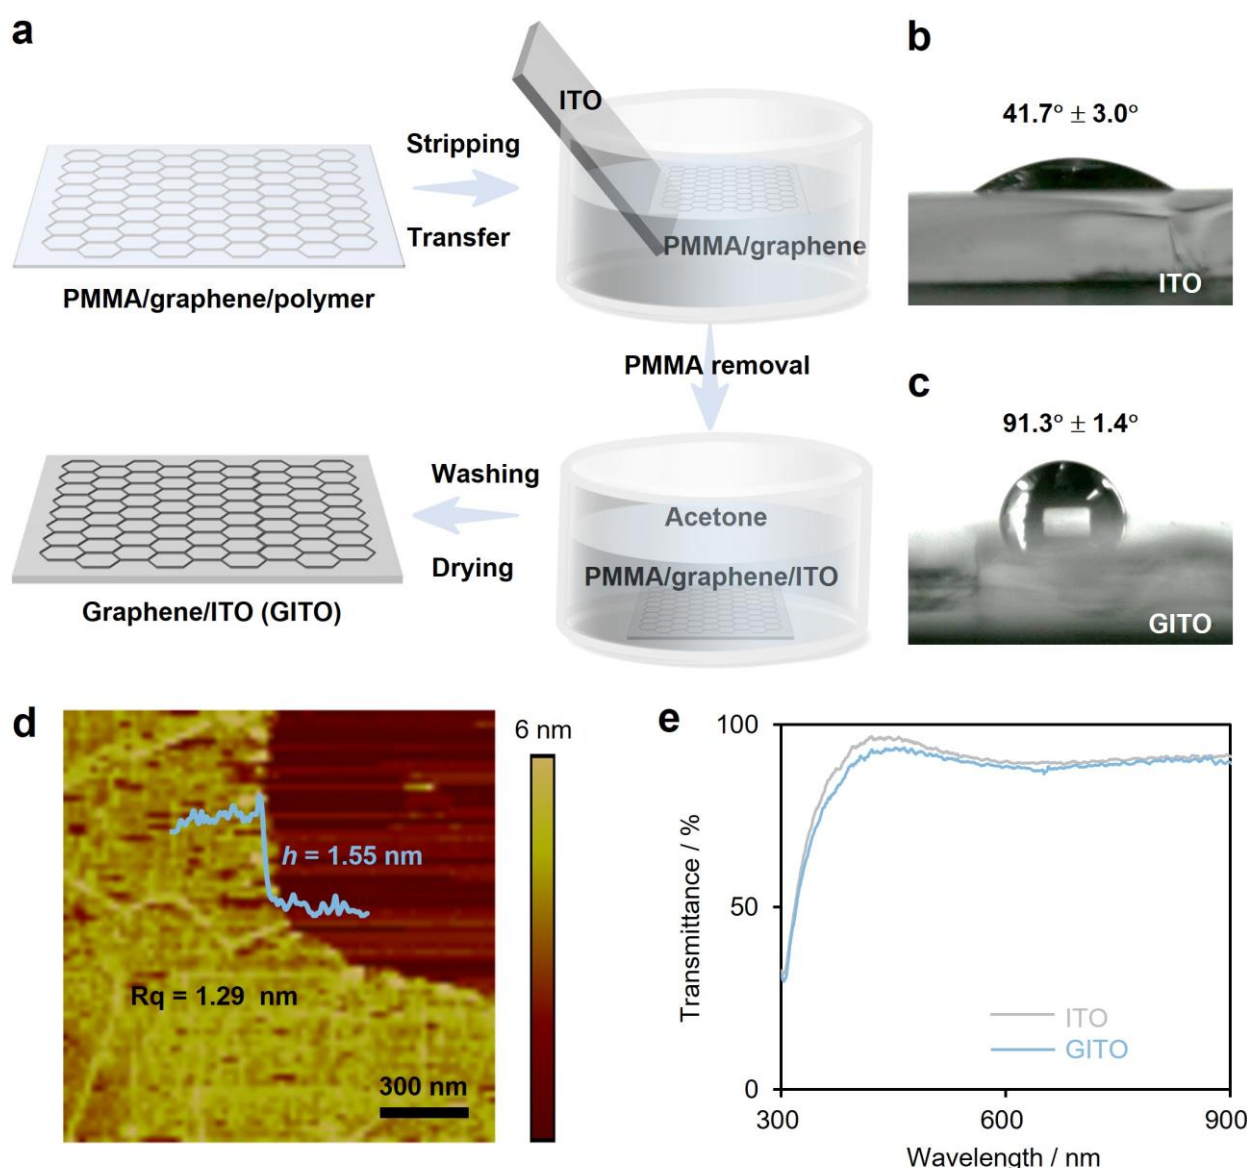 a
Stripping
Transfer
PMMA/graphene/polymer
ITO
PMMA/graphene
PMMA removal
Acetone
PMMA/graphene/ITO
Washing
Drying
Graphene/ITO (GITO)
b
41.7° ± 3.0°
ITO
c
91.3° ± 1.4°
GITO
d
6 nm
h = 1.55 nm
Rq = 1.29 nm
300 nm
e
100
50
0
Transmittance / %
ITO
GITO
300
600
900
Wavelength / nm